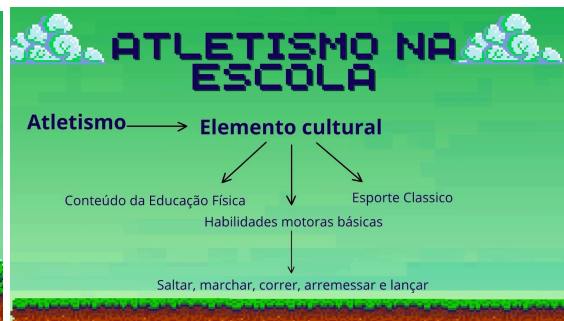 ATLETISMO NA
ESCOLA
Atletismo
Elemento cultural
Conteúdo da Educação Física
Esporte Classico
Habilidades motoras básicas
Saltar, marchar, correr, arremessar e lançar